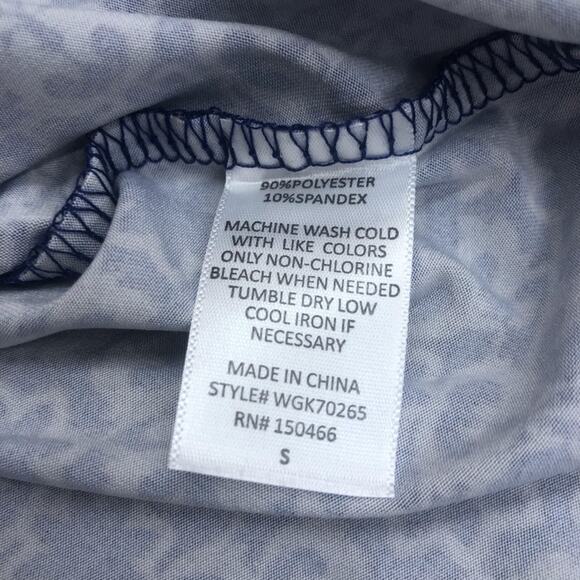 90%POLYESTER
10%SPANDEX
MACHINE WASH COLD
WITH LIKE COLORS
ONLY NON-CHLORINE
BLEACH WHEN NEEDED
TUMBLE DRY LOW
COOL IRON IF
NECESSARY
MADE IN CHINA
STYLE# WGK70265
RN# 150466
S